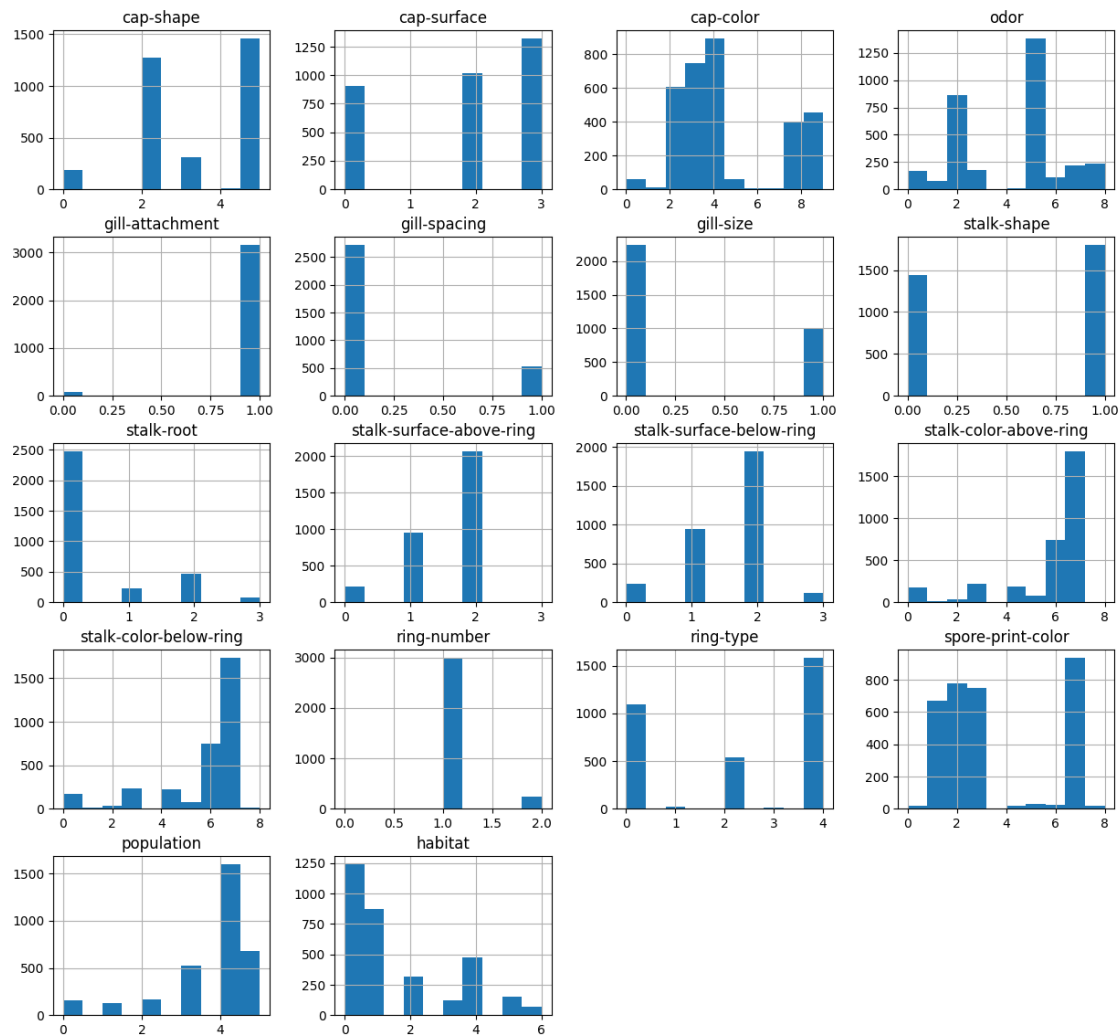 cap-shape cap-surface cap-color odor
1500 1000 500 0
0 2 4
1250 1000 750 500 250 0
0 1 2 3
800 600 400 200 0
0 2 4 6 8
1250 1000 750 500 250 0
0 2 4 6 8
gill-attachment gill-spacing gill-size stalk-shape
3000 2000 1000 0
0.00 0.25 0.50 0.75 1.00
2500 2000 1500 1000 500 0
0.00 0.25 0.50 0.75 1.00
2000 1500 1000 500 0
0.00 0.25 0.50 0.75 1.00
1500 1000 500 0
0.00 0.25 0.50 0.75 1.00
stalk-root stalk-surface-above-ring stalk-surface-below-ring stalk-color-above-ring
2500 2000 1500 1000 500 0
0 1 2 3
2000 1500 1000 500 0
0 1 2 3
2000 1500 1000 500 0
0 1 2 3
1500 1000 500 0
0 2 4 6 8
stalk-color-below-ring ring-number ring-type spore-print-color
1500 1000 500 0
0 2 4 6 8
3000 2000 1000 0
0.0 0.5 1.0 1.5 2.0
1500 1000 500 0
0 1 2 3 4
800 600 400 200 0
0 2 4 6 8
population habitat
1500 1000 500 0
0 2 4
1250 1000 750 500 250 0
0 2 4 6